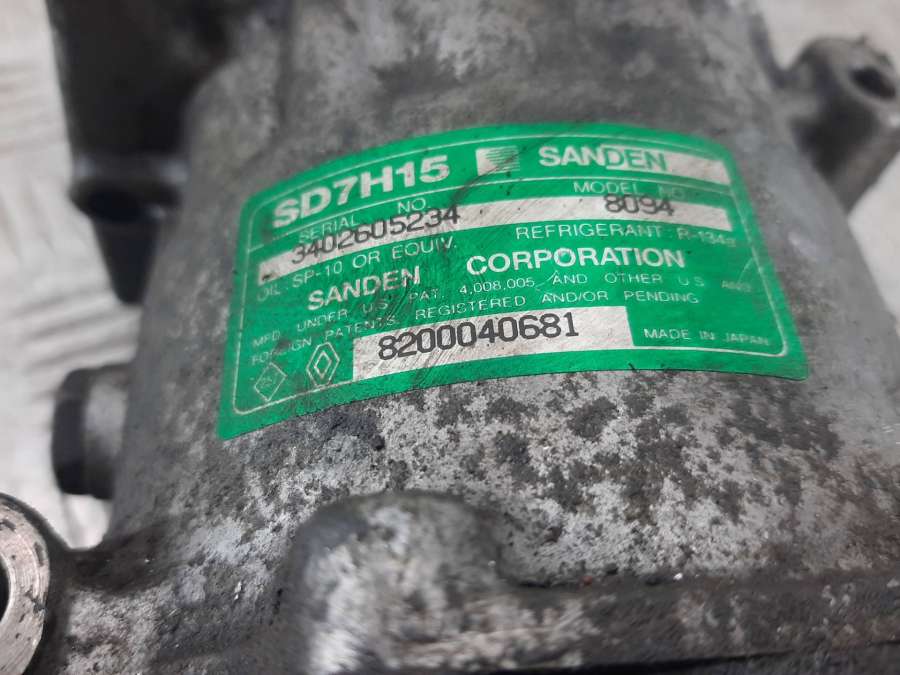 SD7H15 SANDEN
SERIAL NO. MODEL NO.
3402605234 8094
OIL : SP-10 OR EQUIV. REFRIGERANT : R-134a
SANDEN CORPORATION
MFD. UNDER U.S. PAT. 4,008,005 AND OTHER U.S. AND
FOREIGN PATENTS REGISTERED AND/OR PENDING
8200040681 MADE IN JAPAN